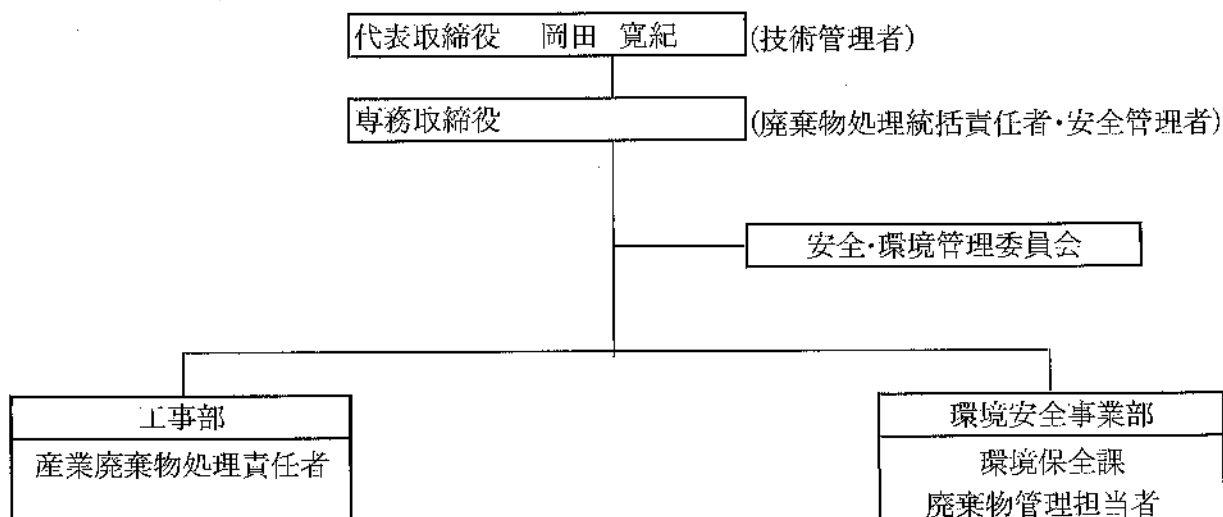 代表取締役 岡田 寛紀 (技術管理者)
専務取締役 (廃棄物処理統括責任者・安全管理者)
安全・環境管理委員会
工事部
産業廃棄物処理責任者
環境安全事業部
環境保全課
廃棄物管理担当者